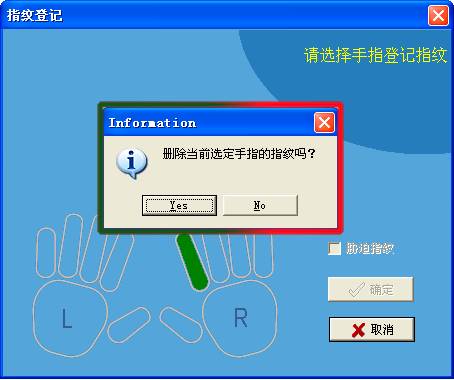 指纹登记
请选择手指登记指纹
Information
删除当前选定手指的指纹吗?
Yes
No
胁迫指纹
L
R
确定
取消